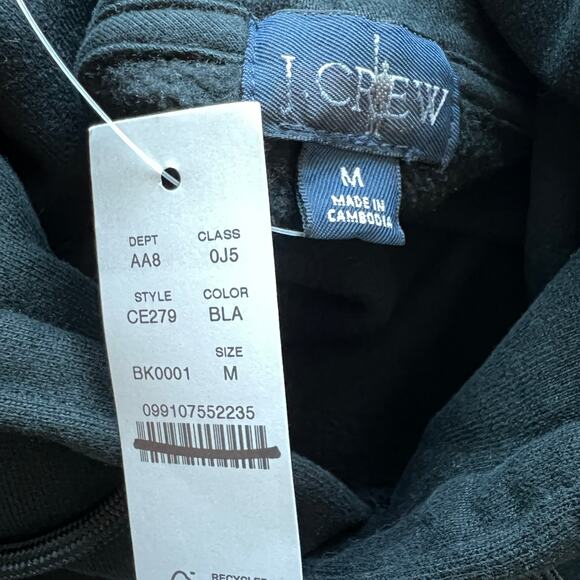 J.CREW
M
MADE IN
CAMBODIA
DEPT CLASS
AA8 0J5
STYLE COLOR
CE279 BLA
SIZE
BK0001 M
099107552235
RECYCLED